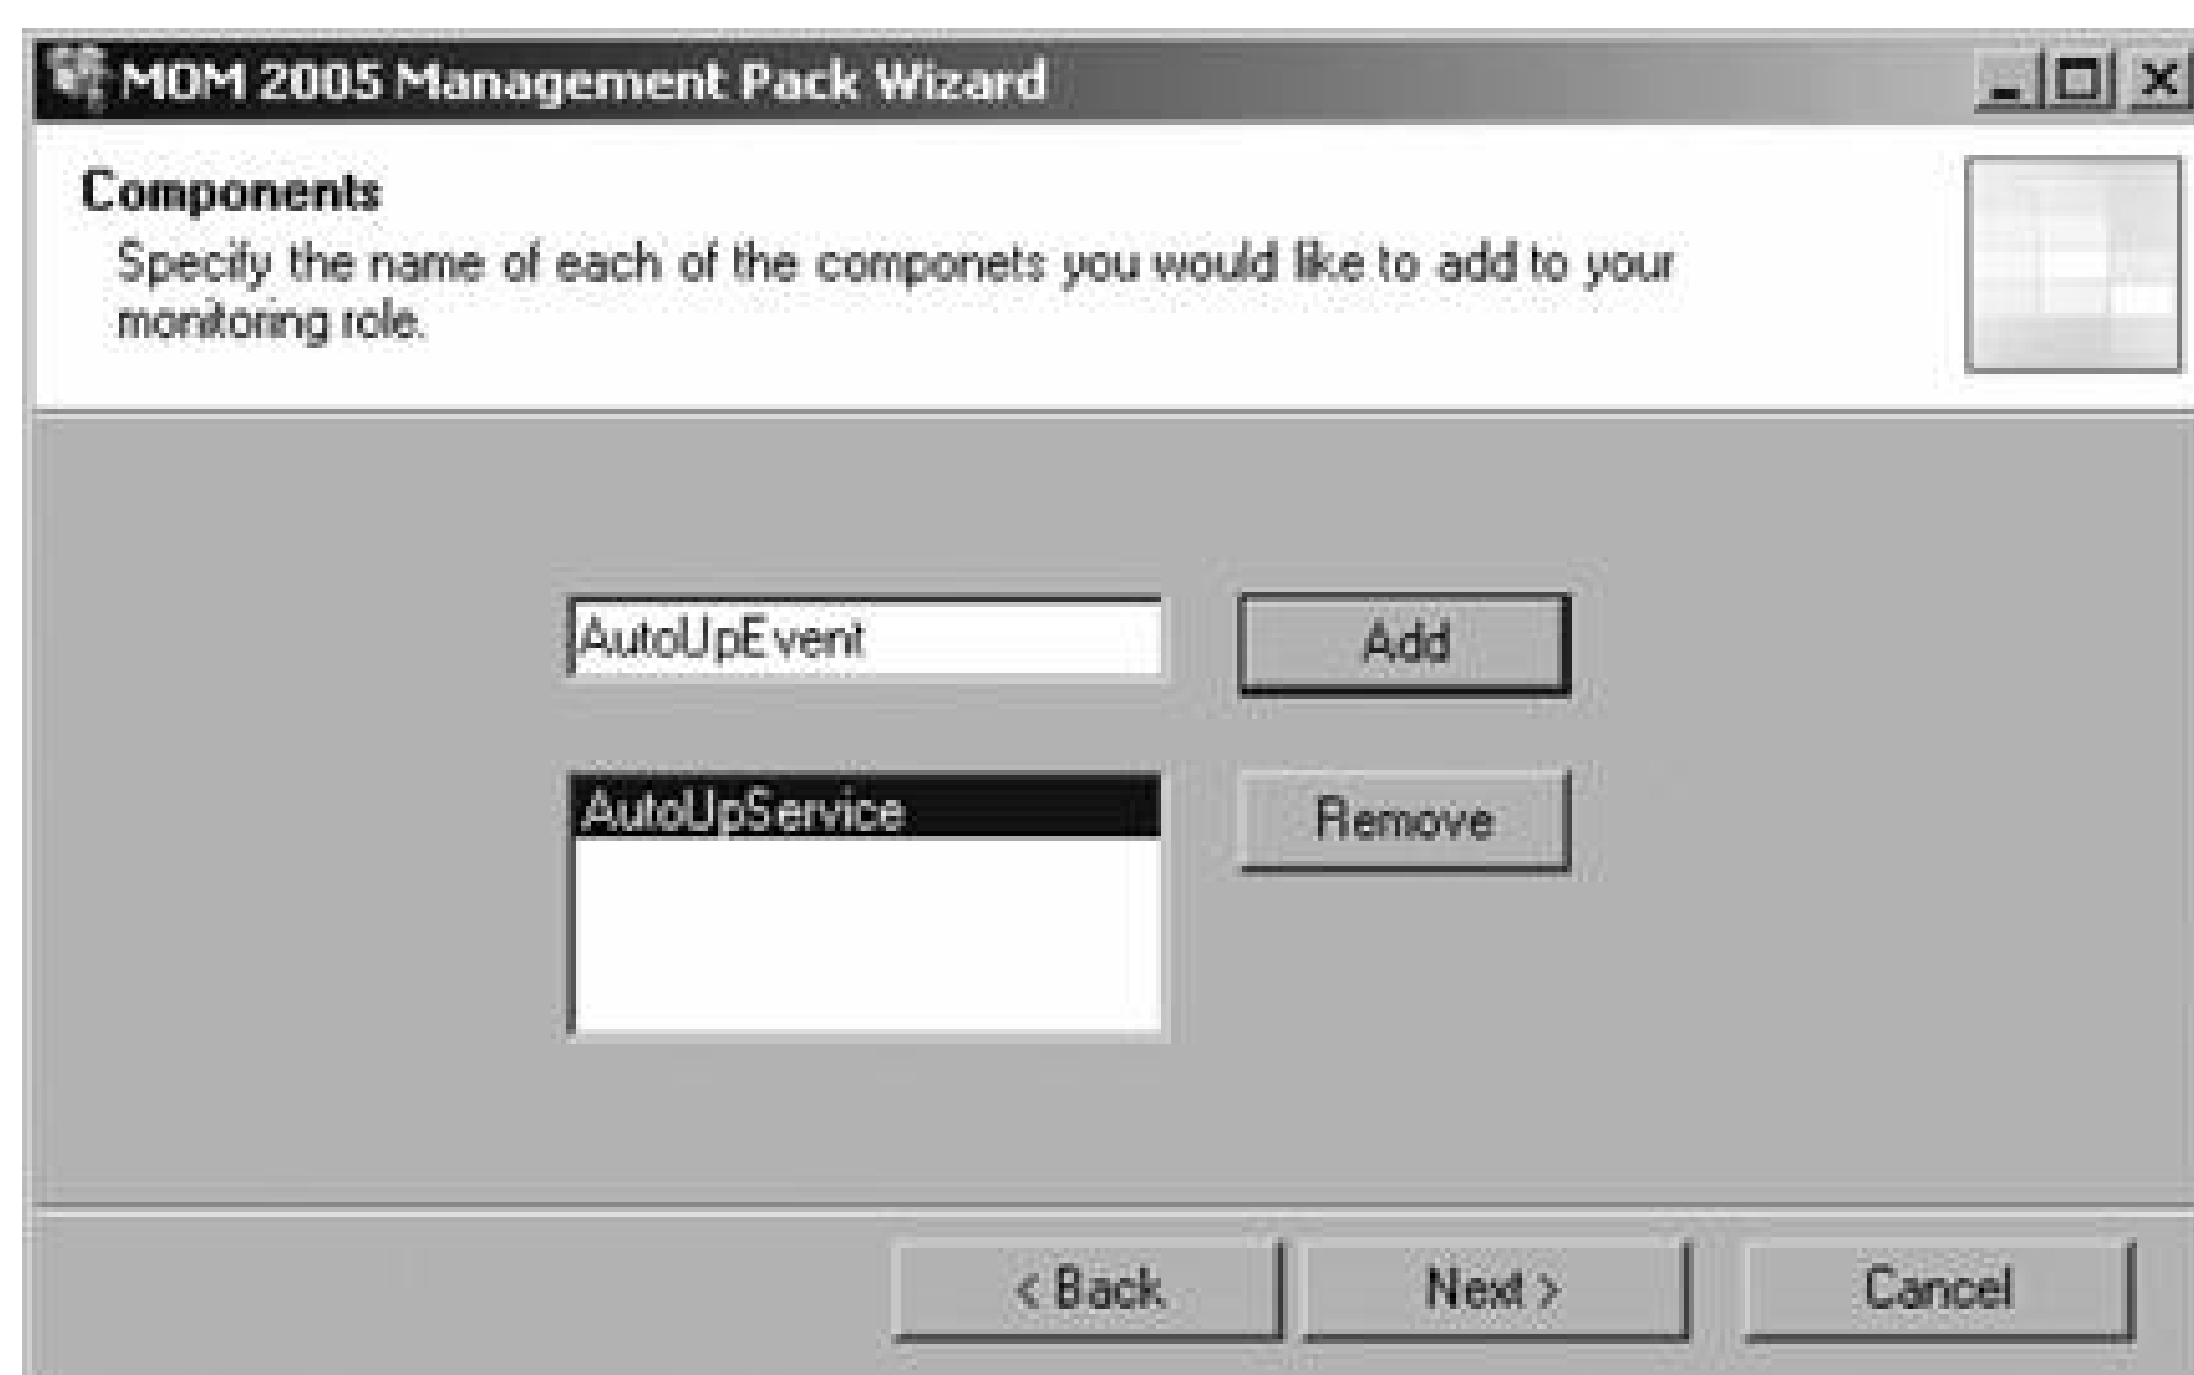 MOM 2005 Management Pack Wizard
Components
Specify the name of each of the componets you would like to add to your
monitoring role.
AutoUpEvent
Add
AutoUpService
Remove
< Back
Next >
Cancel